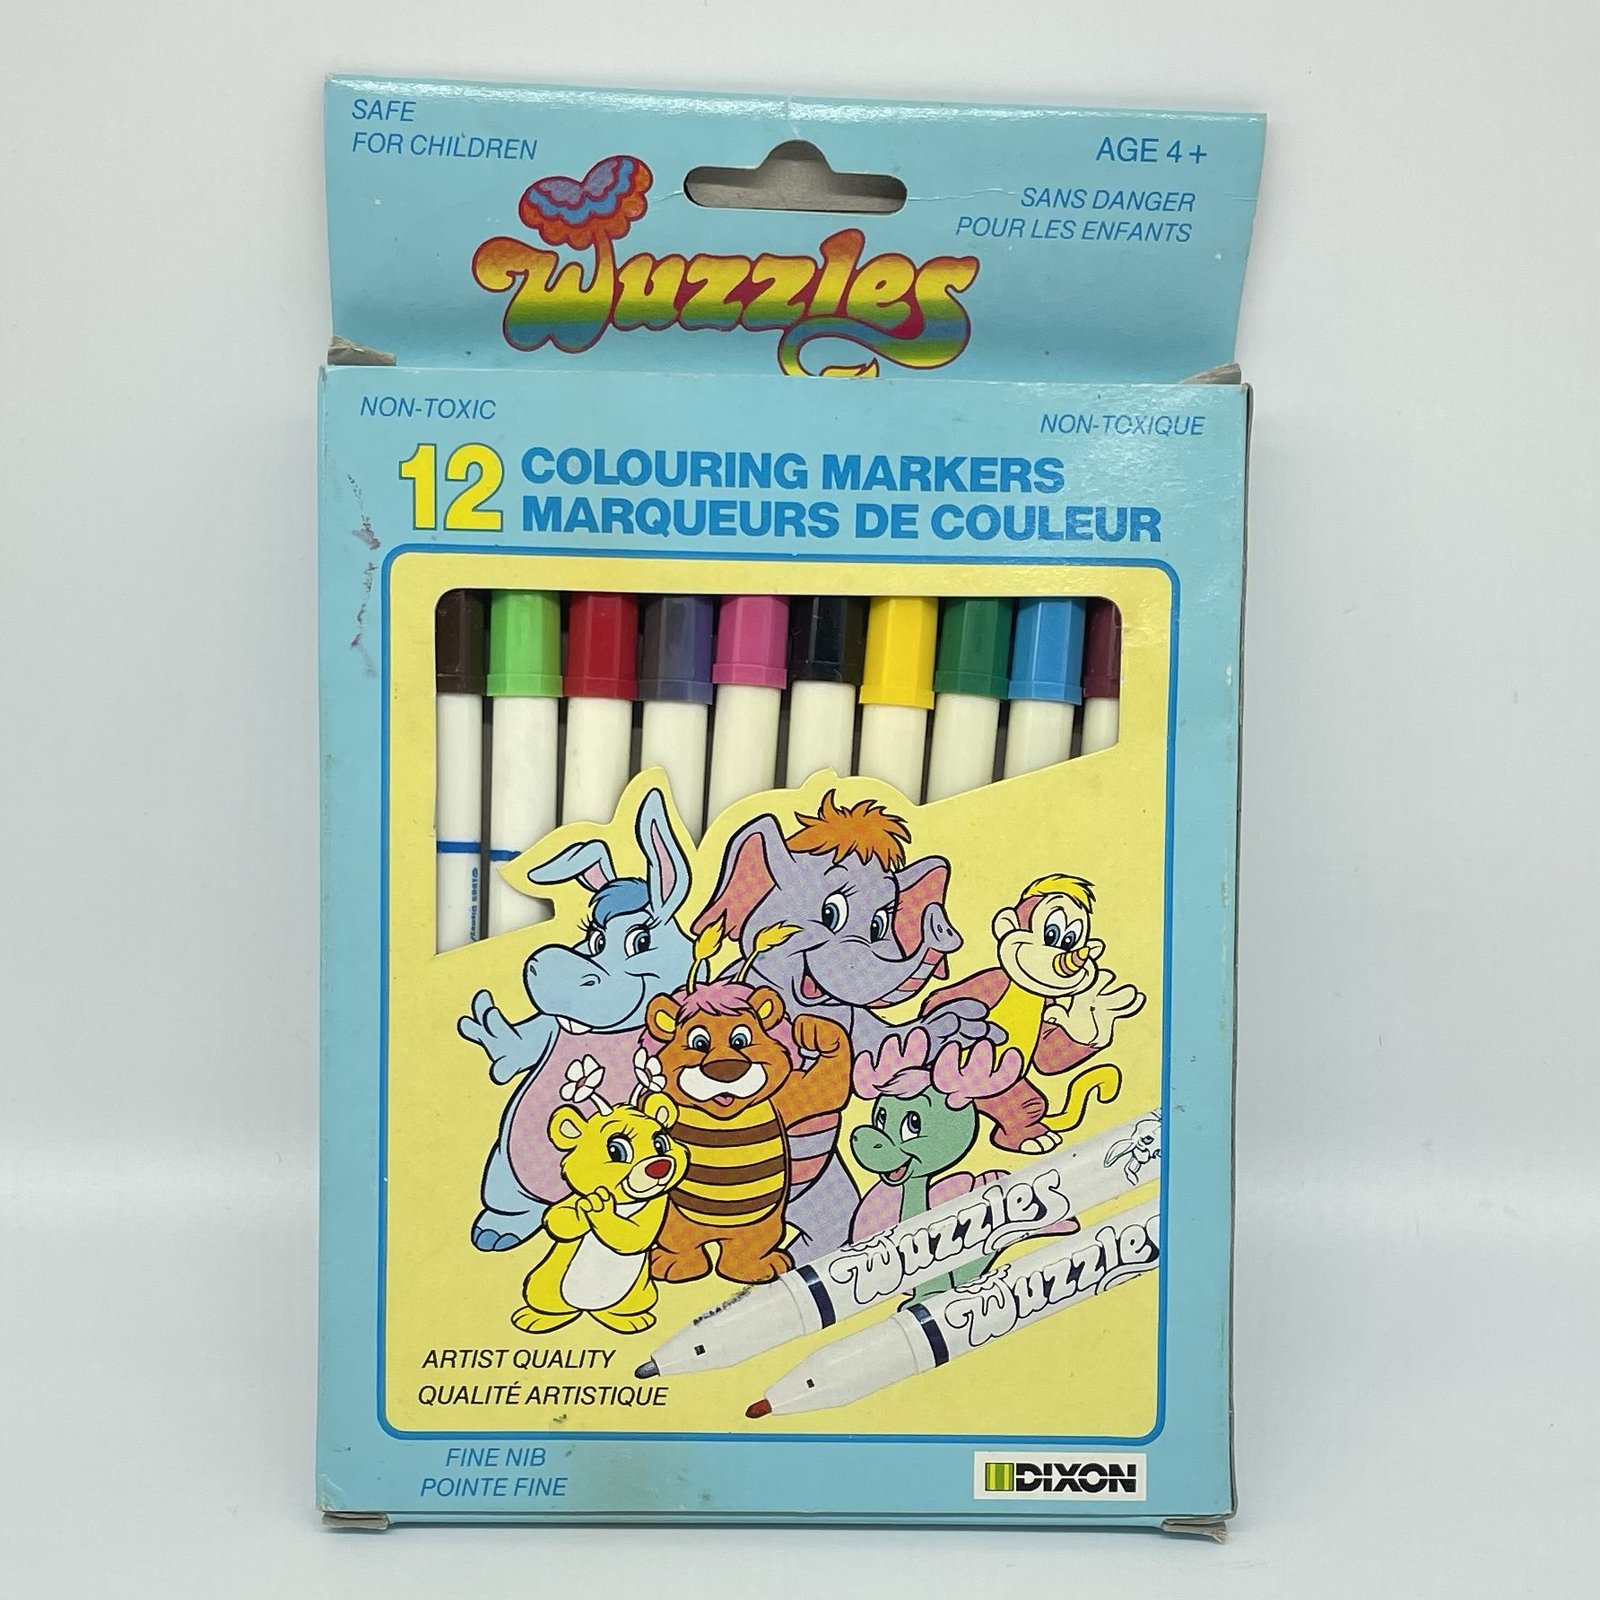 SAFE
FOR CHILDREN
AGE 4+
SANS DANGER
POUR LES ENFANTS
Wuzzles
NON-TOXIC
NON-TOXIQUE
12 COLOURING MARKERS
MARQUEURS DE COULEUR
Wuzzles
Wuzzles
ARTIST QUALITY
QUALITÉ ARTISTIQUE
FINE NIB
POINTE FINE
DIXON